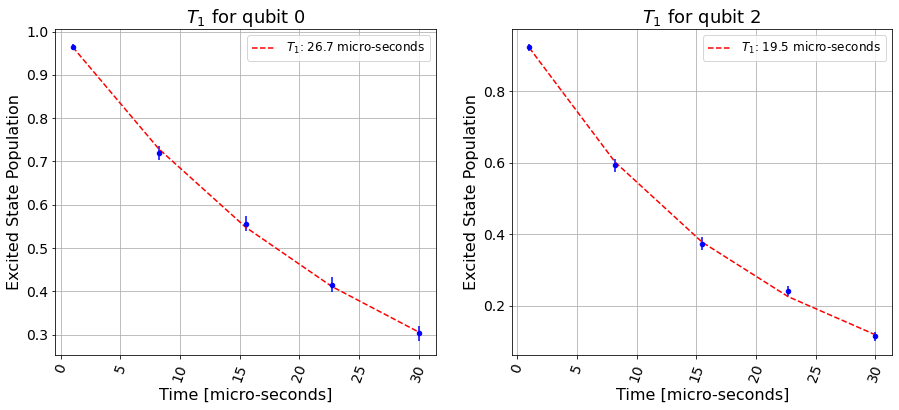 T₁ for qubit 0
Excited State Population
1.0
0.9
0.8
0.7
0.6
0.5
0.4
0.3
T₁: 26.7 micro-seconds
0 5 10 15 20 25 30
Time [micro-seconds]
T₁ for qubit 2
Excited State Population
0.8
0.6
0.4
0.2
T₁: 19.5 micro-seconds
0 5 10 15 20 25 30
Time [micro-seconds]